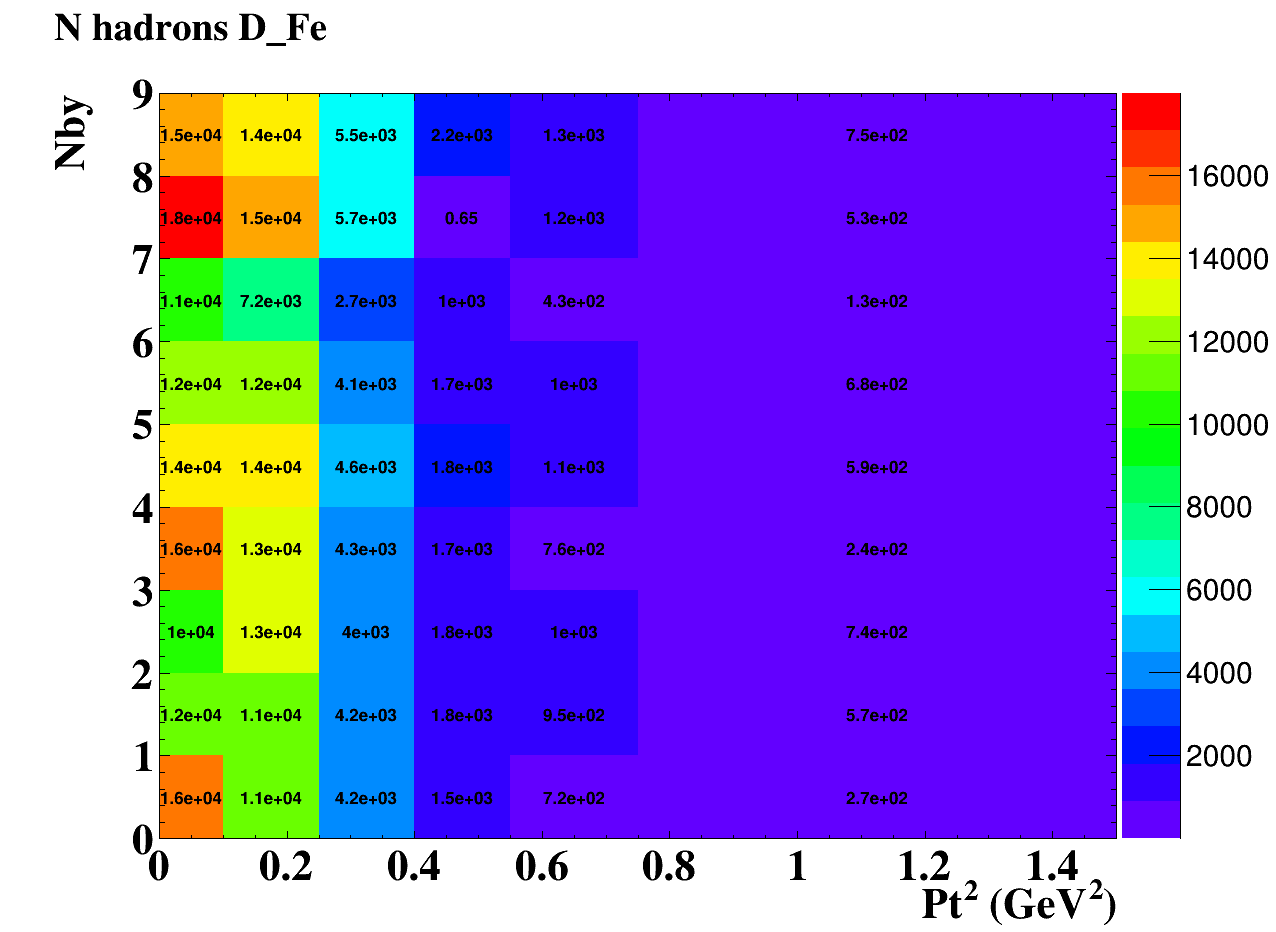 N hadrons D_Fe
Nby
9
1.5e+04 1.4e+04 5.5e+03 2.2e+03 1.3e+03 7.5e+02
8
16000
1.8e+04 1.5e+04 5.7e+03 0.65 1.2e+03 5.3e+02
7
14000
1.1e+04 7.2e+03 2.7e+03 1e+03 4.3e+02 1.3e+02
6
12000
1.2e+04 1.2e+04 4.1e+03 1.7e+03 1e+03 6.8e+02
5
10000
1.4e+04 1.4e+04 4.6e+03 1.8e+03 1.1e+03 5.9e+02
4
8000
1.6e+04 1.3e+04 4.3e+03 1.7e+03 7.6e+02 2.4e+02
3
6000
1e+04 1.3e+04 4e+03 1.8e+03 1e+03 7.4e+02
2
4000
1.2e+04 1.1e+04 4.2e+03 1.8e+03 9.5e+02 5.7e+02
1
2000
1.6e+04 1.1e+04 4.2e+03 1.5e+03 7.2e+02 2.7e+02
0
0 0.2 0.4 0.6 0.8 1 1.2 1.4
Pt² (GeV²)